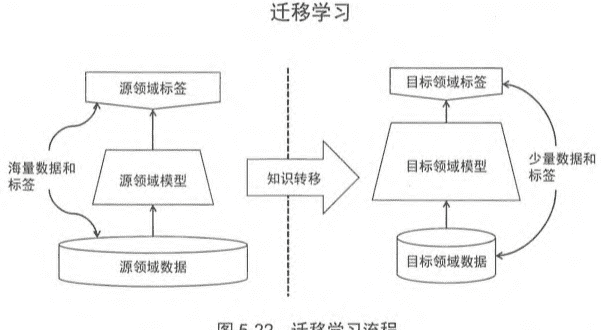 迁移学习
源领域标签
目标领域标签
海量数据和
标签
源领域模型
知识转移
目标领域模型
少量数据和
标签
源领域数据
目标领域数据
图 5-22 迁移学习流程